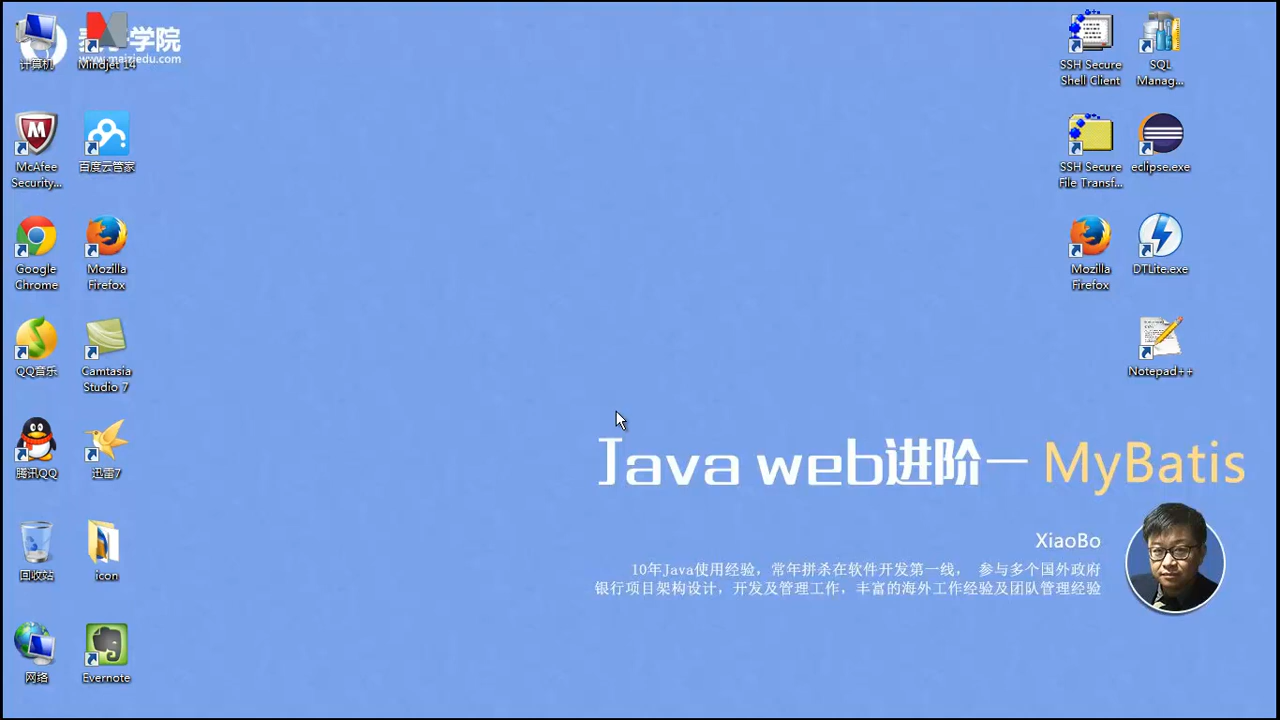 学院
www.maiziedu.com
计算机
Mindjet 14
McAfee
Security...
百度云管家
Google
Chrome
Mozilla
Firefox
QQ音乐
Camtasia
Studio 7
腾讯QQ
迅雷7
回收站
icon
网络
Evernote
SSH Secure
Shell Client
SQL
Manag...
SSH Secure
File Transf...
eclipse.exe
Mozilla
Firefox
DTLite.exe
Notepad++
Java web进阶一 MyBatis
XiaoBo
10年Java使用经验，常年拼杀在软件开发第一线， 参与多个国外政府
银行项目架构设计，开发及管理工作，丰富的海外工作经验及团队管理经验